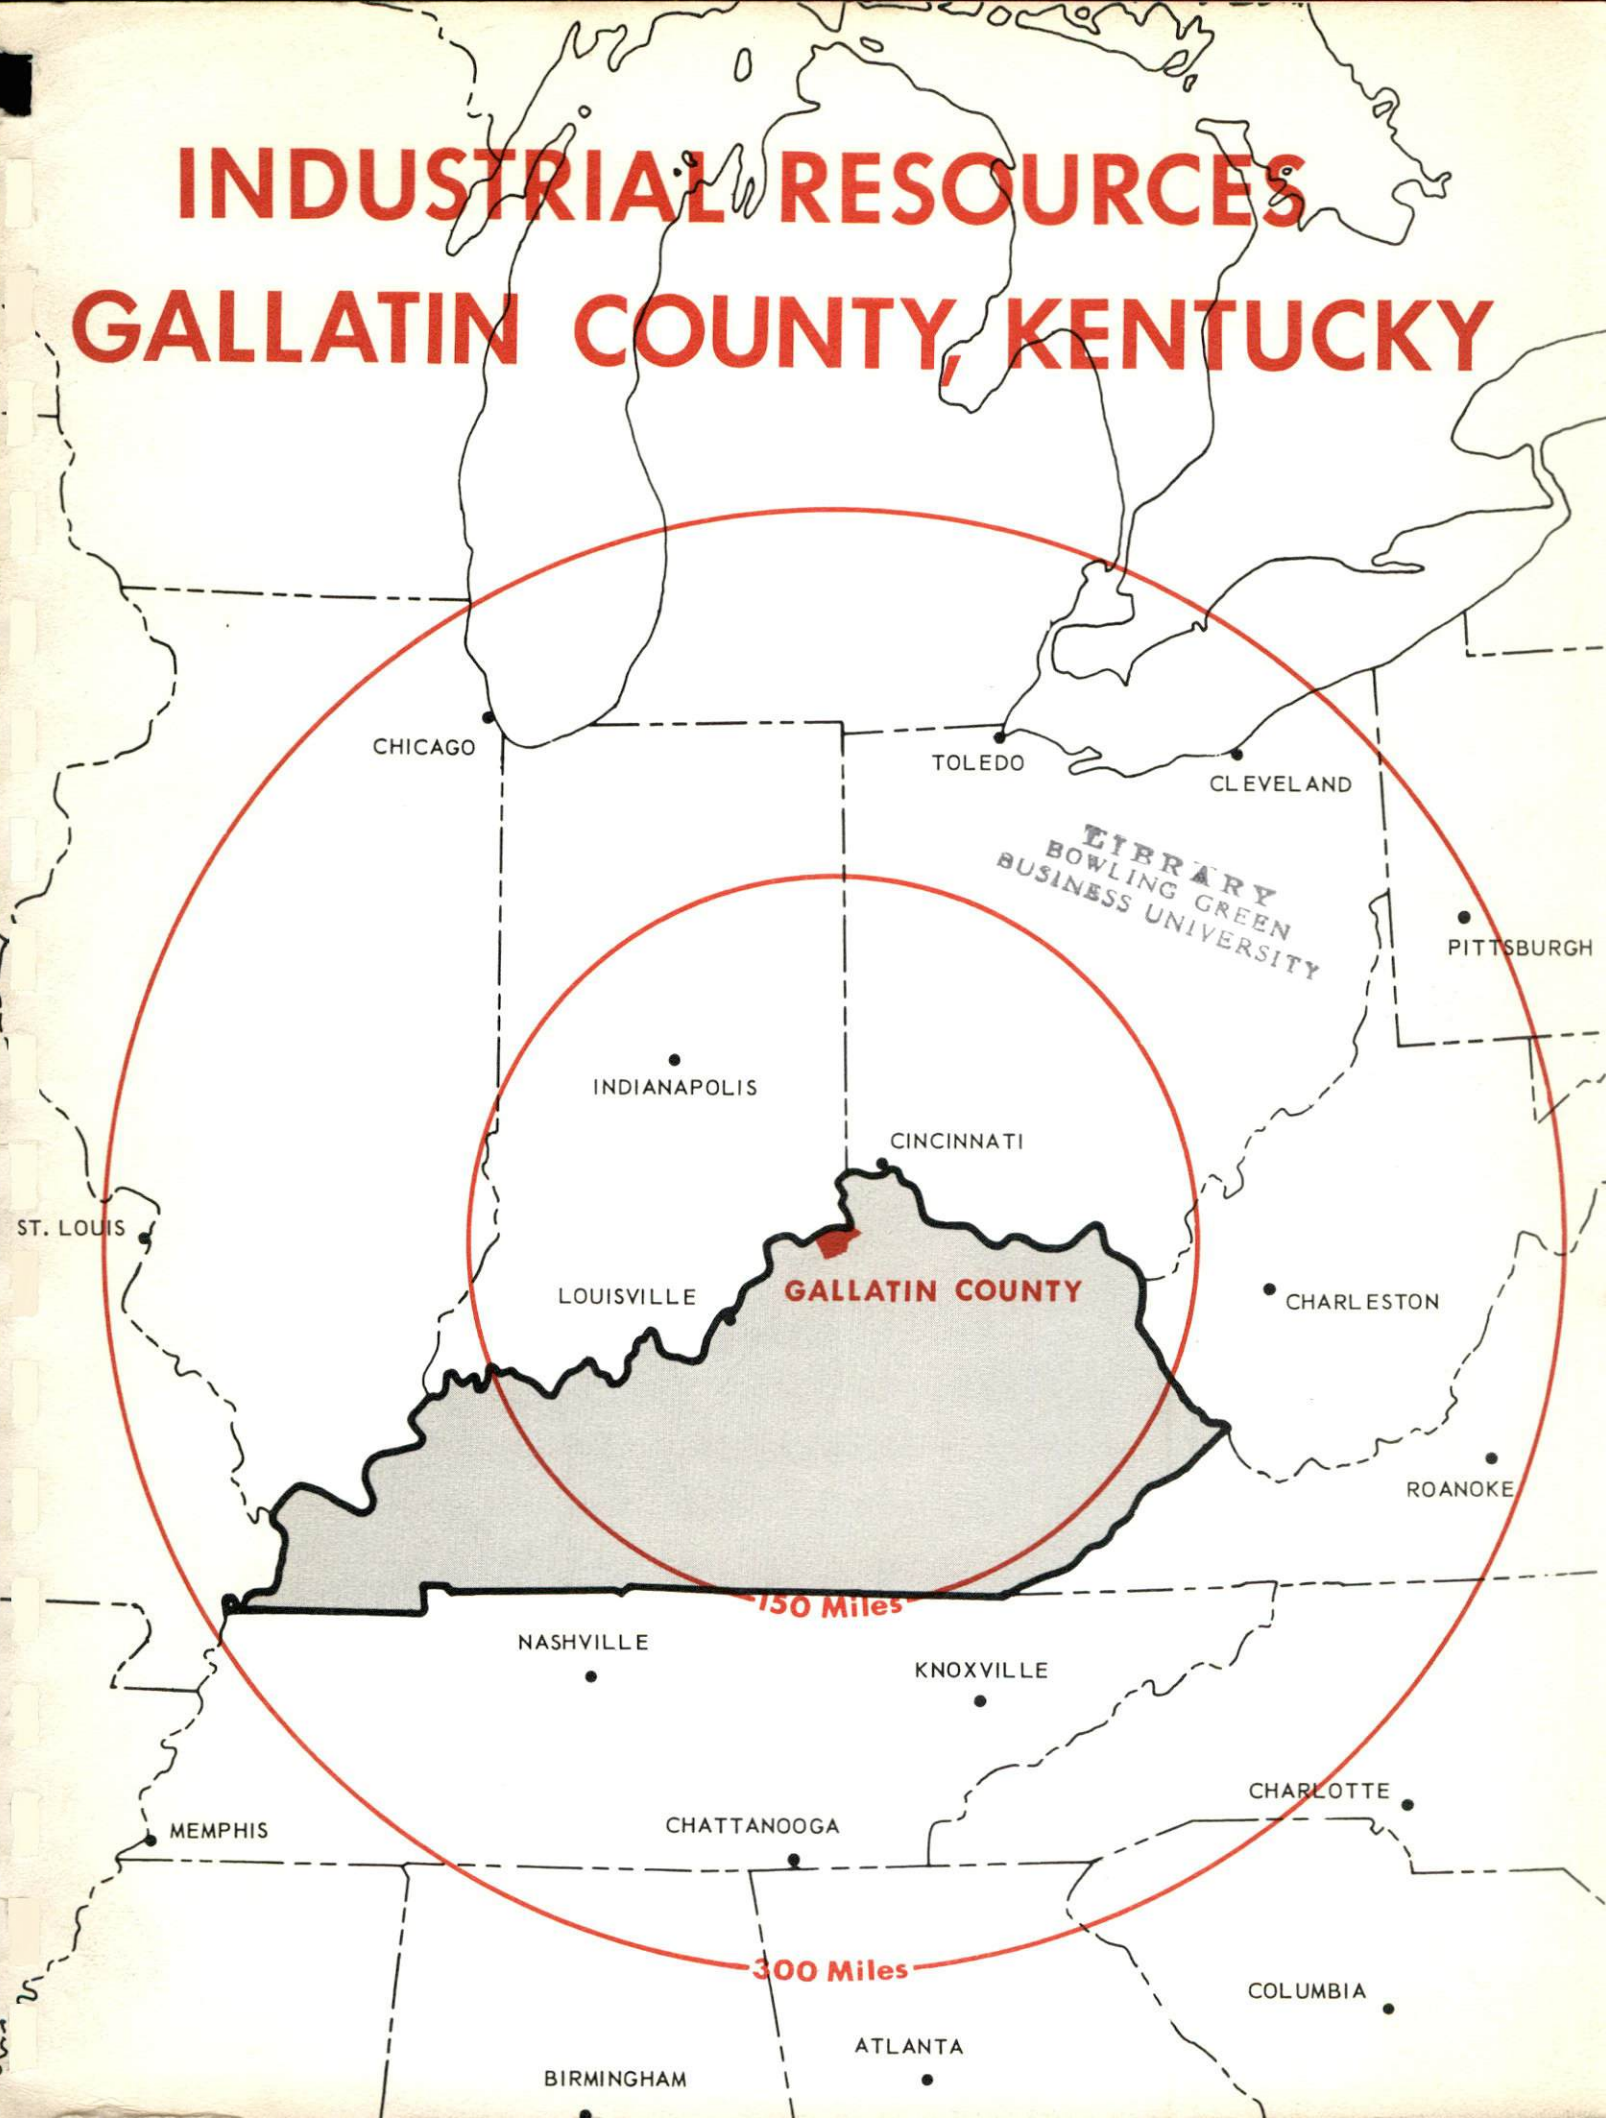 INDUSTRIAL RESOURCES
GALLATIN COUNTY, KENTUCKY
CHICAGO
TOLEDO
CLEVELAND
LIBRARY
BOWLING GREEN
BUSINESS UNIVERSITY
PITTSBURGH
INDIANAPOLIS
CINCINNATI
ST. LOUIS
LOUISVILLE
GALLATIN COUNTY
CHARLESTON
ROANOKE
150 Miles
NASHVILLE
KNOXVILLE
CHARLOTTE
MEMPHIS
CHATTANOOGA
300 Miles
COLUMBIA
ATLANTA
BIRMINGHAM